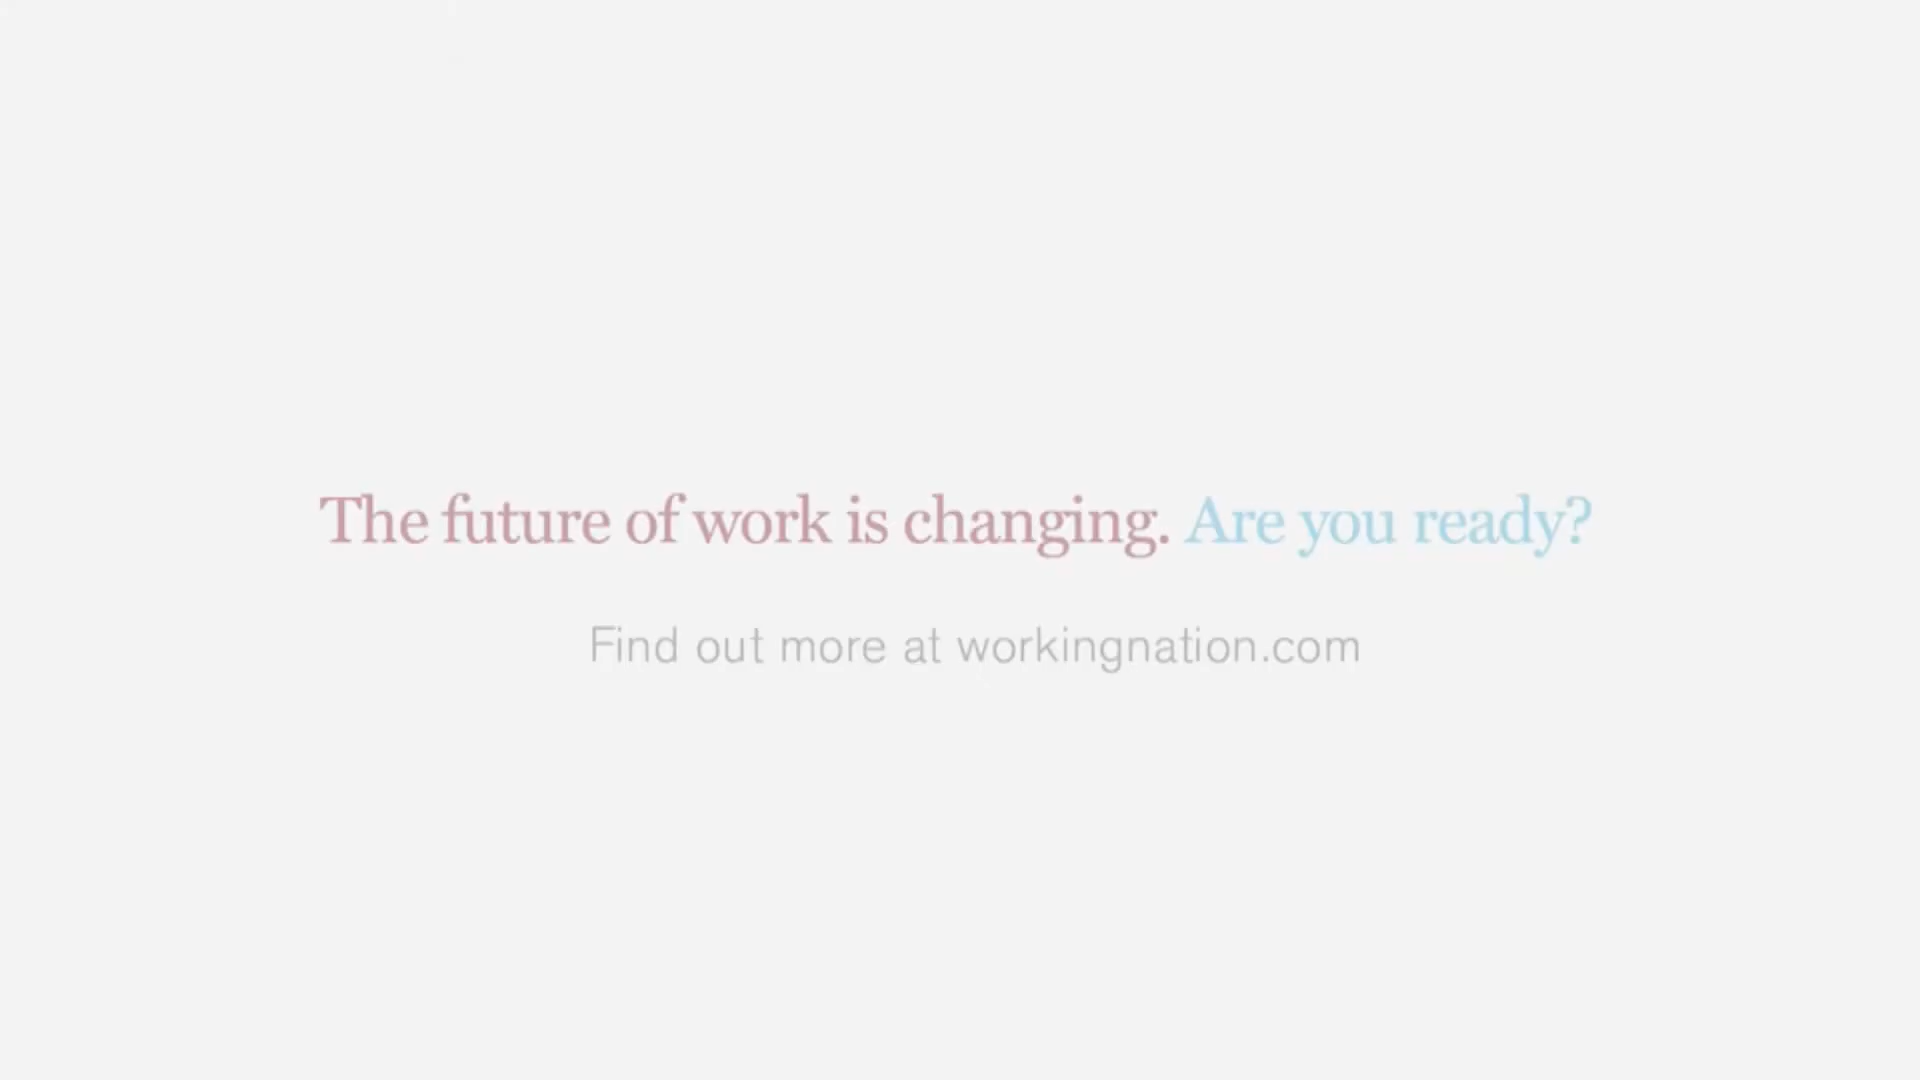 The future of work is changing. Are you ready?
Find out more at workingnation.com